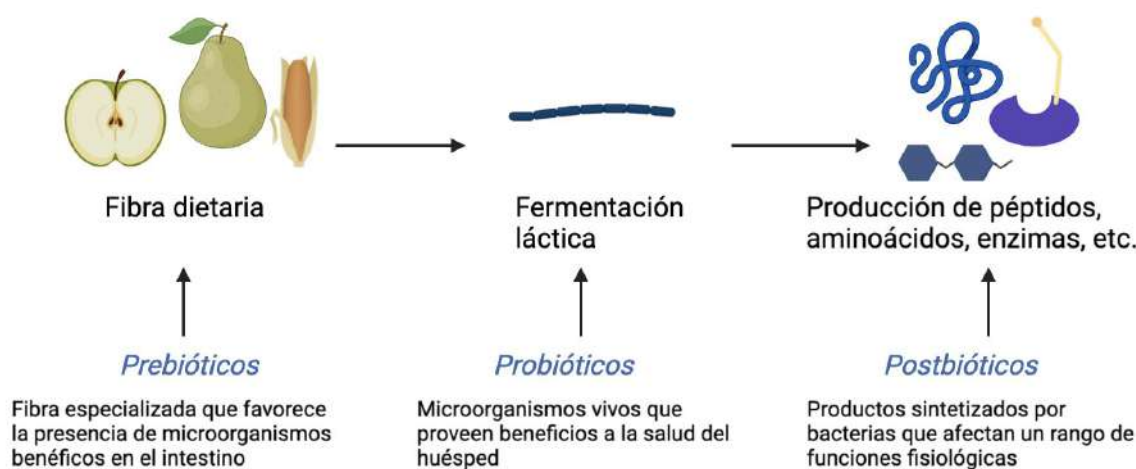 Fibra dietaria
Fermentación
láctica
Producción de péptidos,
aminoácidos, enzimas, etc.
Prebióticos
Fibra especializada que favorece
la presencia de microorganismos
benéficos en el intestino
Probióticos
Microorganismos vivos que
proveen beneficios a la salud del
huésped
Postbióticos
Productos sintetizados por
bacterias que afectan un rango de
funciones fisiológicas